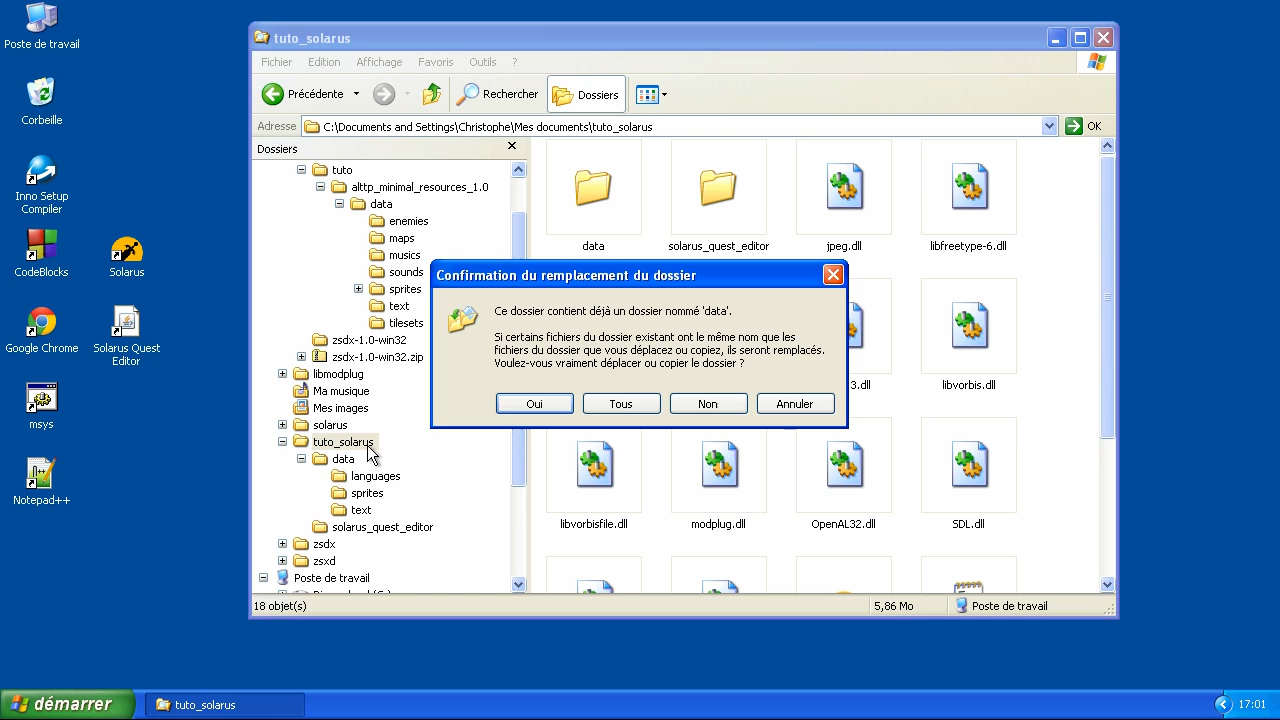 Poste de travail
Corbeille
Inno Setup
Compiler
CodeBlocks
Solarus
Google Chrome
Solarus Quest
Editor
msys
Notepad++
tuto_solarus
Fichier Edition Affichage Favoris Outils ?
Précédente Rechercher Dossiers
Adresse C:\Documents and Settings\Christophe\Mes documents\tuto_solarus OK
Dossiers
tuto
alttp_minimal_resources_1.0
data
enemies
maps
musics
sounds
sprites
text
tilesets
zsdx-1.0-win32
zsdx-1.0-win32.zip
libmodplug
Ma musique
Mes images
solarus
tuto_solarus
data
languages
sprites
text
solarus_quest_editor
zsdx
zsxd
Poste de travail
data solarus_quest_editor jpeg.dll libfreetype-6.dll
3.dll libvorbis.dll
libvorbisfile.dll modplug.dll OpenAL32.dll SDL.dll
Confirmation du remplacement du dossier
Ce dossier contient déjà un dossier nommé 'data'.
Si certains fichiers du dossier existant ont le même nom que les
fichiers du dossier que vous déplacez ou copiez, ils seront remplacés.
Voulez-vous vraiment déplacer ou copier le dossier ?
Oui Tous Non Annuler
18 objet(s) 5,86 Mo Poste de travail
démarrer tuto_solarus 17:01